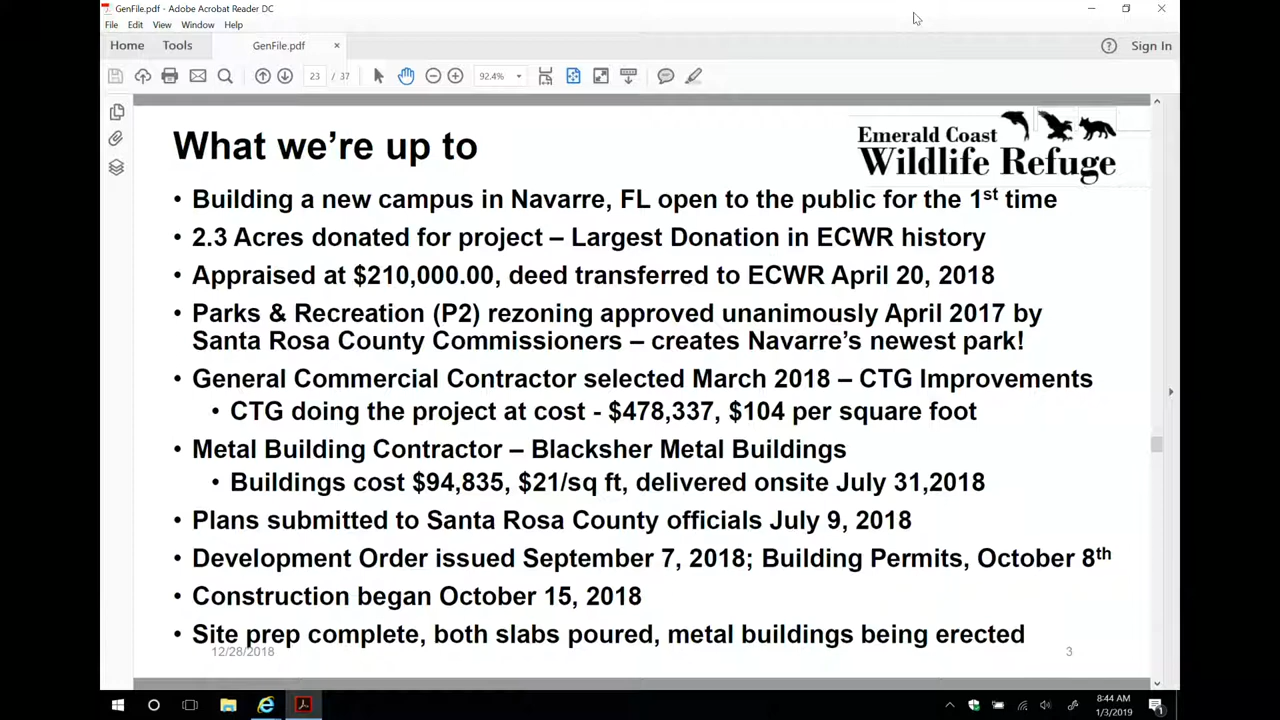 GenFile.pdf - Adobe Acrobat Reader DC
File Edit View Window Help
Home Tools GenFile.pdf × Sign In
23 / 37 92.4%
What we're up to
Emerald Coast
Wildlife Refuge
• Building a new campus in Navarre, FL open to the public for the 1st time
• 2.3 Acres donated for project – Largest Donation in ECWR history
• Appraised at $210,000.00, deed transferred to ECWR April 20, 2018
• Parks & Recreation (P2) rezoning approved unanimously April 2017 by
Santa Rosa County Commissioners – creates Navarre's newest park!
• General Commercial Contractor selected March 2018 – CTG Improvements
• CTG doing the project at cost - $478,337, $104 per square foot
• Metal Building Contractor – Blacksher Metal Buildings
• Buildings cost $94,835, $21/sq ft, delivered onsite July 31,2018
• Plans submitted to Santa Rosa County officials July 9, 2018
• Development Order issued September 7, 2018; Building Permits, October 8th
• Construction began October 15, 2018
• Site prep complete, both slabs poured, metal buildings being erected
12/28/2018 3
8:44 AM
1/3/2019